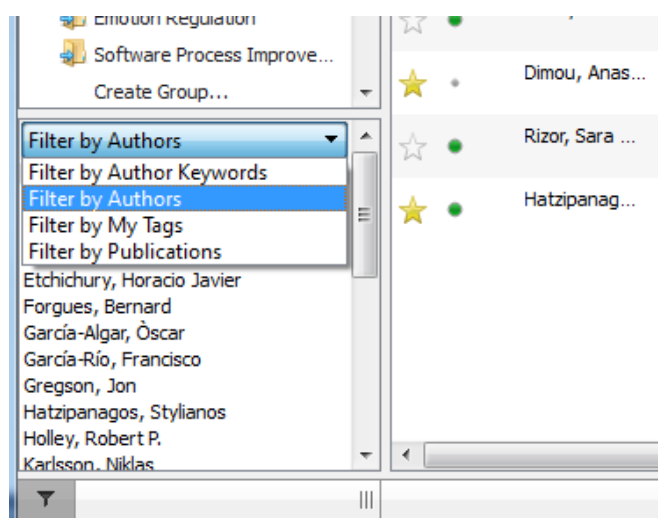 Emotion Regulation
Software Process Improve...
Create Group...
Filter by Authors
Filter by Author Keywords
Filter by Authors
Filter by My Tags
Filter by Publications
Etchichury, Horacio Javier
Forgues, Bernard
García-Algar, Òscar
García-Río, Francisco
Gregson, Jon
Hatzipanagos, Stylianos
Holley, Robert P.
Karlsson, Niklas
Dimou, Anas...
Rizor, Sara ...
Hatzipanag...